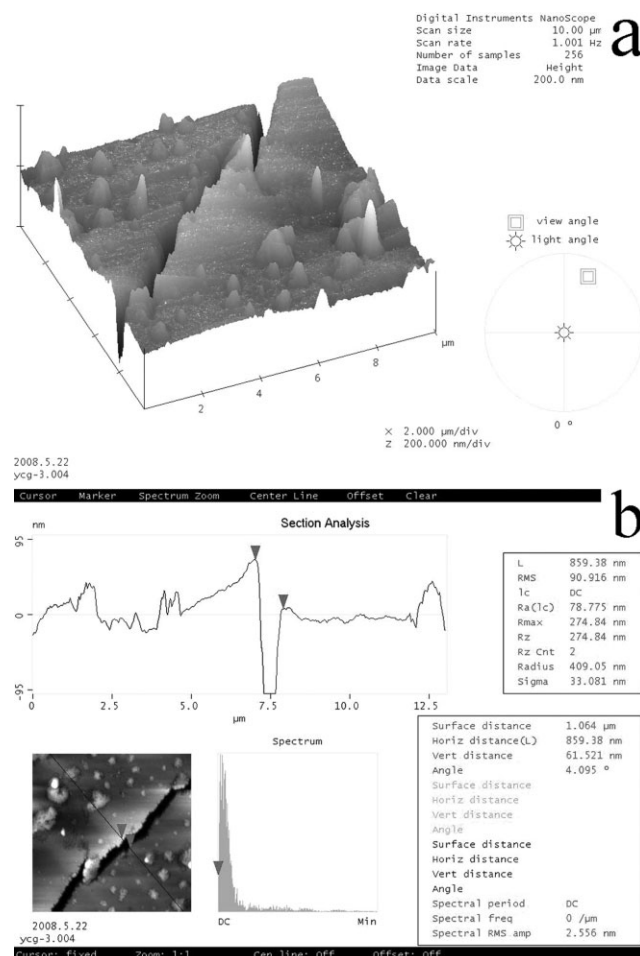 Digital Instruments NanoScope
Scan size 10.00 µm
Scan rate 1.001 Hz
Number of samples 256
Image Data Height
Data scale 200.0 nm
a
view angle
light angle
0 °
2
4
6
8
µm
X 2.000 µm/div
Z 200.000 nm/div
2008.5.22
ycg-3.004
Cursor Marker Spectrum Zoom Center Line Offset Clear
b
nm
Section Analysis
95
0
-95
0 2.5 5.0 7.5 10.0 12.5
µm
L 859.38 nm
RMS 90.916 nm
lc DC
Ra(lc) 78.775 nm
Rmax 274.84 nm
Rz 274.84 nm
Rz Cnt 2
Radius 409.05 nm
Sigma 33.081 nm
Spectrum
DC Min
Surface distance 1.064 µm
Horiz distance(L) 859.38 nm
Vert distance 61.521 nm
Angle 4.095 °
Surface distance
Horiz distance
Vert distance
Angle
Surface distance
Horiz distance
Vert distance
Angle
Spectral period DC
Spectral freq 0 /µm
Spectral RMS amp 2.556 nm
2008.5.22
ycg-3.004
Cursor: fixed Zoom: 1:1 Cen line: Off Offset: Off